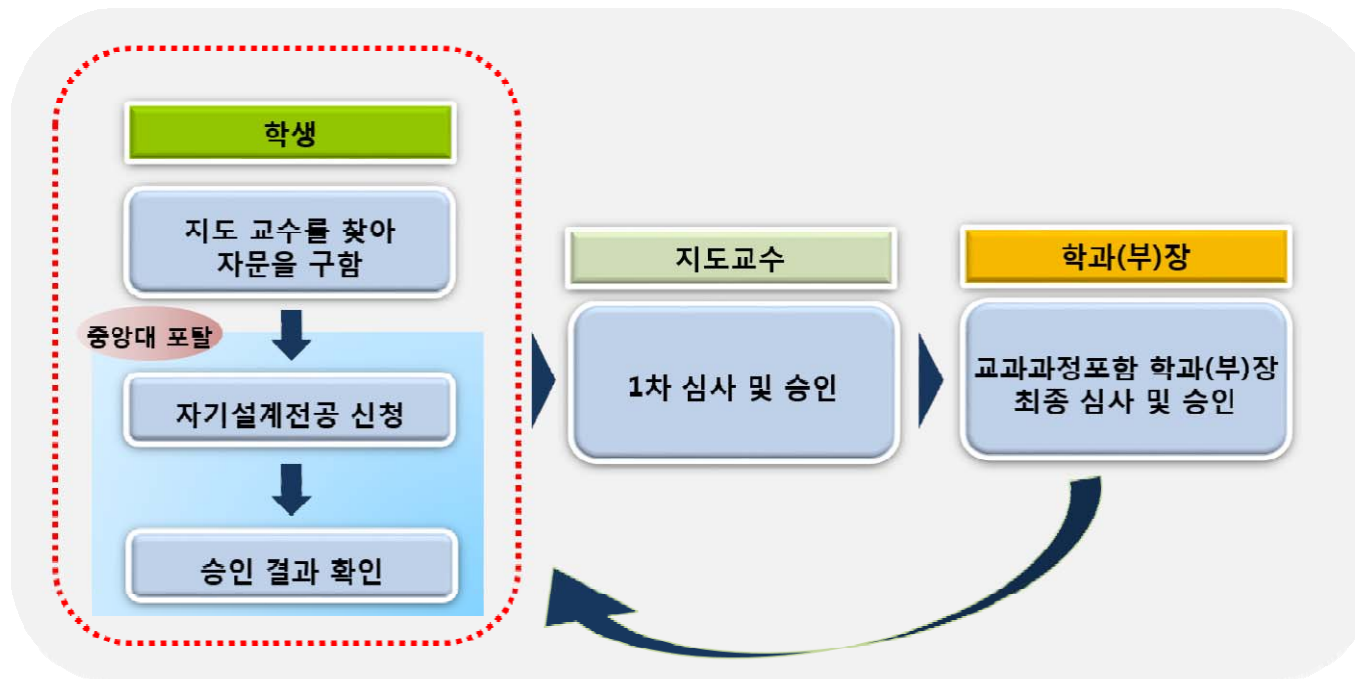 학생
지도 교수를 찾아
자문을 구함
중앙대 포탈
자기설계전공 신청
승인 결과 확인
지도교수
1차 심사 및 승인
학과(부)장
교과과정포함 학과(부)장
최종 심사 및 승인